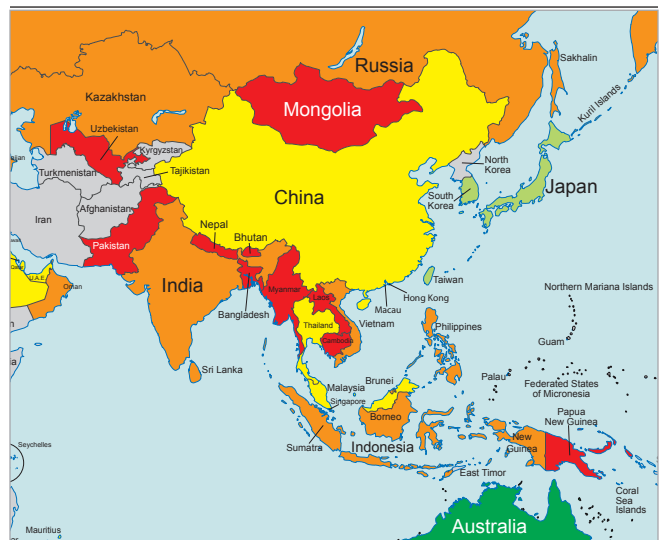 Sakhalin
Russia
Kuril Islands
Kazakhstan
Mongolia
Uzbekistan
Kyrgyzstan
North
Korea
Turkmenistan
Tajikistan
Japan
South
Korea
China
Afghanistan
Iran
Nepal
Bhutan
Pakistan
U.A.E.
Oman
India
Taiwan
Myanmar
Laos
Hong Kong
Macau
Northern Mariana Islands
Bangladesh
Vietnam
Thailand
Philippines
Cambodia
Guam
Sri Lanka
Palau
Brunei
Malaysia
Singapore
Federated States
of Micronesia
Borneo
Papua
New Guinea
New
Guinea
Sumatra
Indonesia
Seychelles
East Timor
Coral
Sea
Islands
Australia
Mauritius